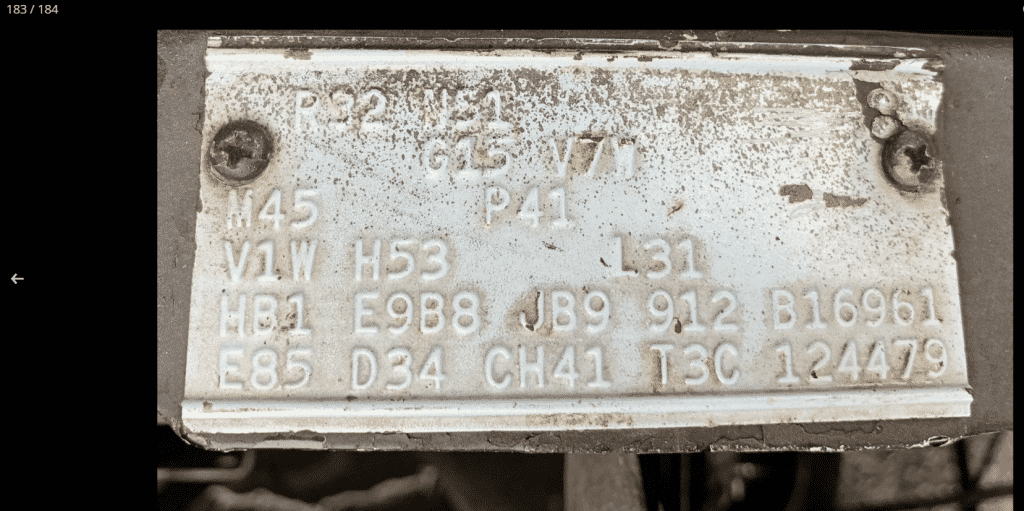 183 / 184
R32 N51
G15 V7W
M45 P41
V1W H53 L31
HB1 E9B8 JB9 912 B16961
E85 D34 CH41 T3C 124479